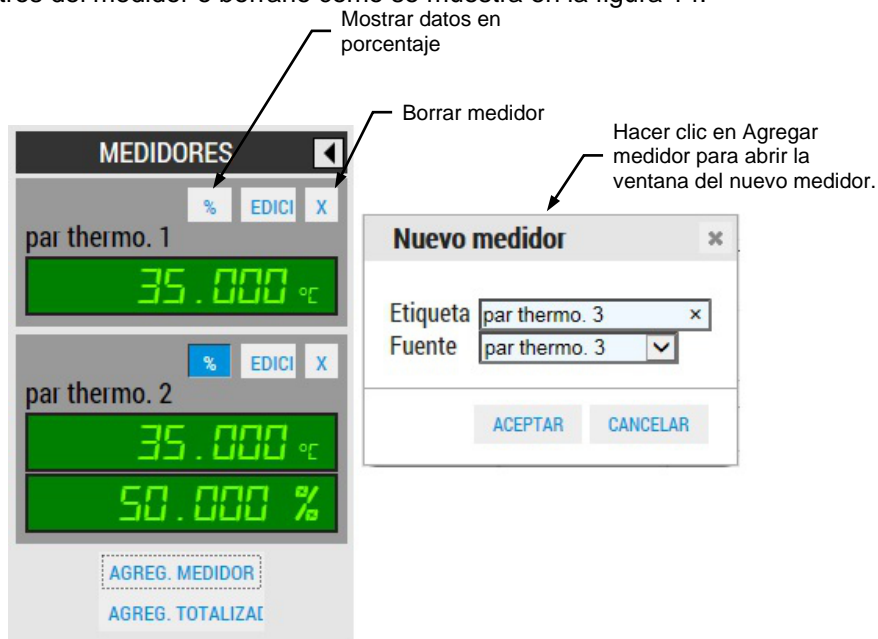 del medidor o borrarlo como se muestra en la figura
Mostrar datos en
porcentaje
Borrar medidor
Hacer clic en Agregar
medidor para abrir la
ventana del nuevo medidor.
MEDIDORES
% EDICI X
par thermo. 1
35.000 °C
% EDICI X
par thermo. 2
35.000 °C
50.000 %
AGREG. MEDIDOR
AGREG. TOTALIZAD
Nuevo medidor ×
Etiqueta par thermo. 3 ×
Fuente par thermo. 3
ACEPTAR CANCELAR